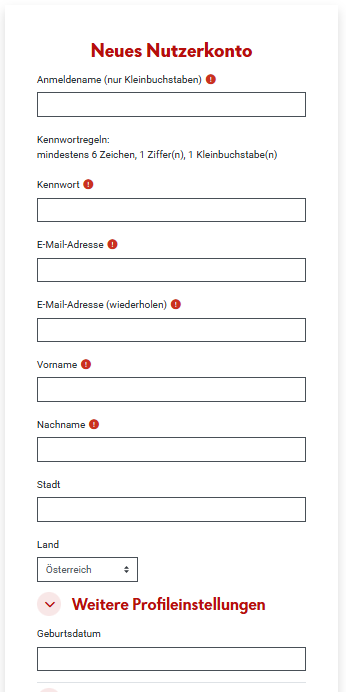 Neues Nutzerkonto
Anmeldename (nur Kleinbuchstaben)
Kennwortregeln:
mindestens 6 Zeichen, 1 Ziffer(n), 1 Kleinbuchstabe(n)
Kennwort
E-Mail-Adresse
E-Mail-Adresse (wiederholen)
Vorname
Nachname
Stadt
Land
Österreich
Weitere Profileinstellungen
Geburtsdatum